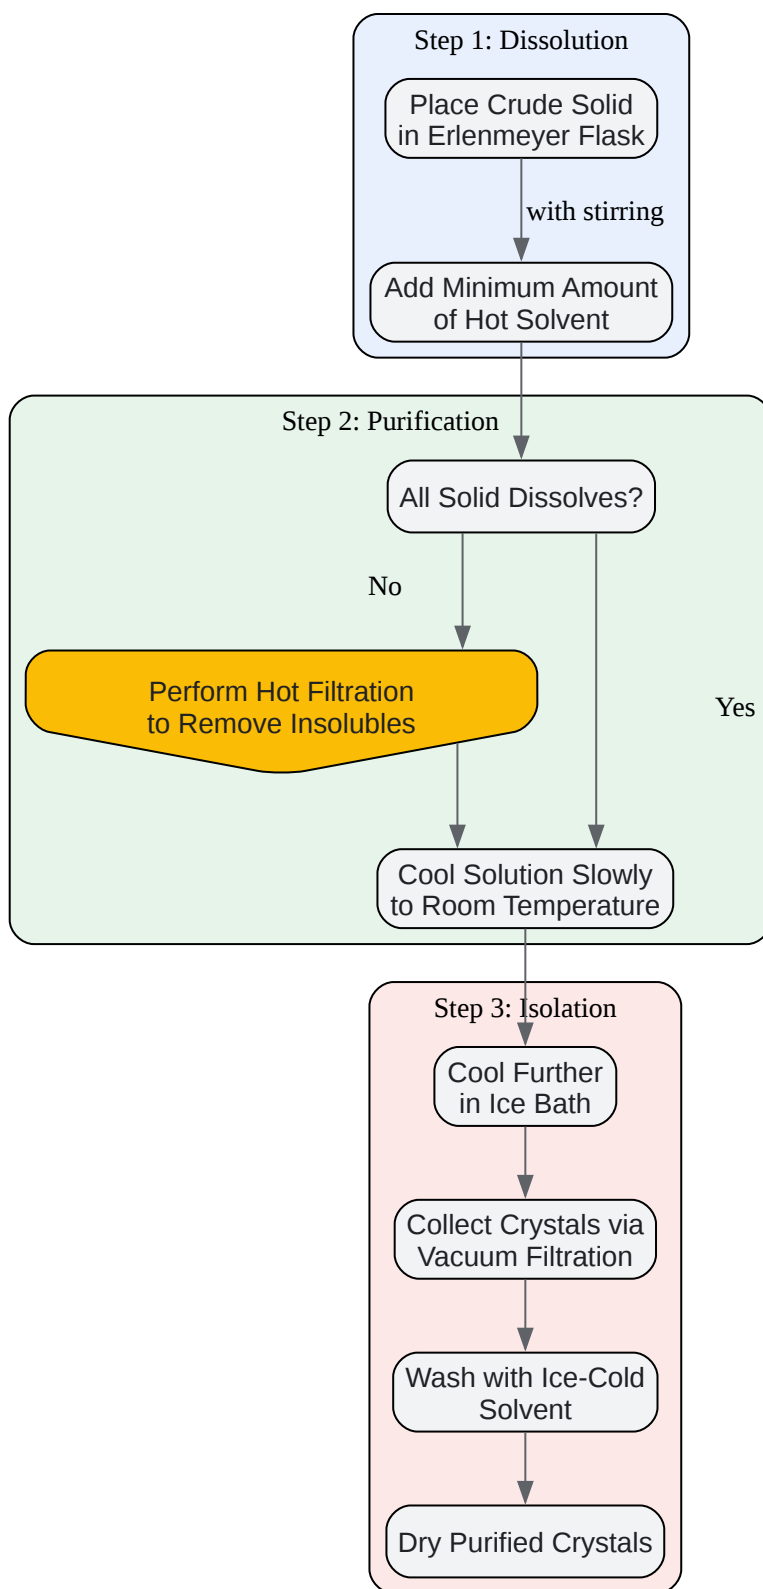 Step 1: Dissolution
Place Crude Solid
in Erlenmeyer Flask
with stirring
Add Minimum Amount
of Hot Solvent
Step 2: Purification
All Solid Dissolves?
No
Perform Hot Filtration
to Remove Insolubles
Yes
Cool Solution Slowly
to Room Temperature
Step 3: Isolation
Cool Further
in Ice Bath
Collect Crystals via
Vacuum Filtration
Wash with Ice-Cold
Solvent
Dry Purified Crystals